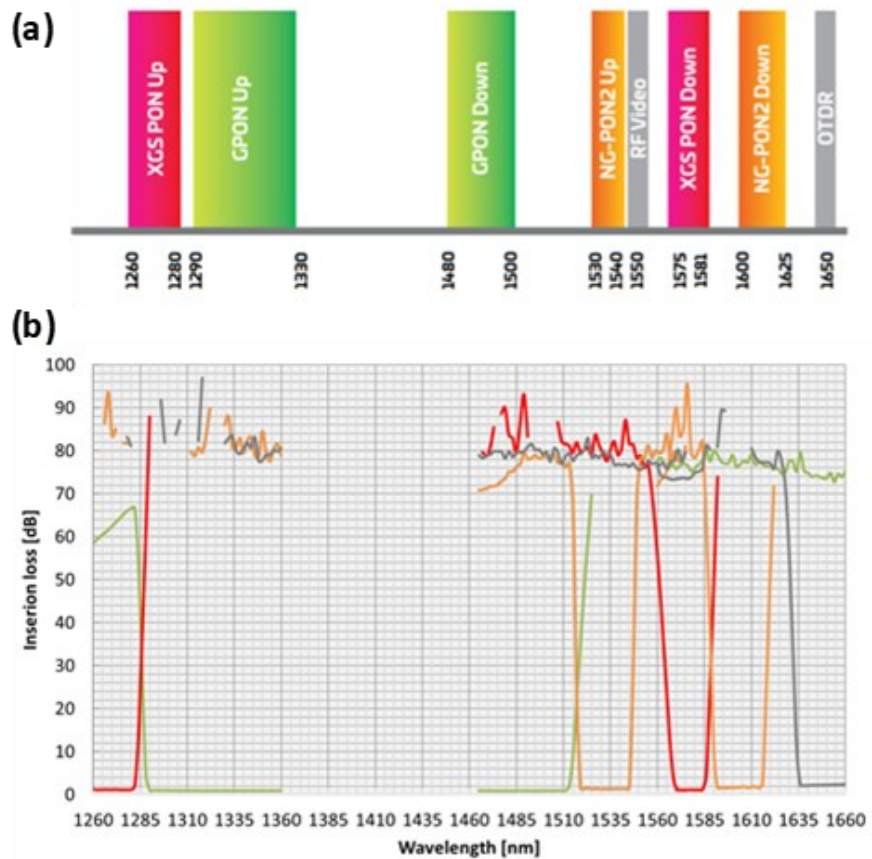 (a)
XGS PON Up
GPON Up
GPON Down
NG-PON2 Up
RF Video
XGS PON Down
NG-PON2 Down
OTDR
1260
1280
1290
1330
1480
1500
1530
1540
1550
1575
1581
1600
1625
1650
(b)
Inserion loss [dB]
100
90
80
70
60
50
40
30
20
10
0
1260 1285 1310 1335 1360 1385 1410 1435 1460 1485 1510 1535 1560 1585 1610 1635 1660
Wavelength [nm]